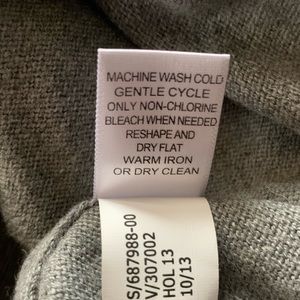 MACHINE WASH COLD
GENTLE CYCLE
ONLY NON-CHLORINE
BLEACH WHEN NEEDED
RESHAPE AND
DRY FLAT
WARM IRON
OR DRY CLEAN
S/687988-00
V/307002
HOL 13
10/13